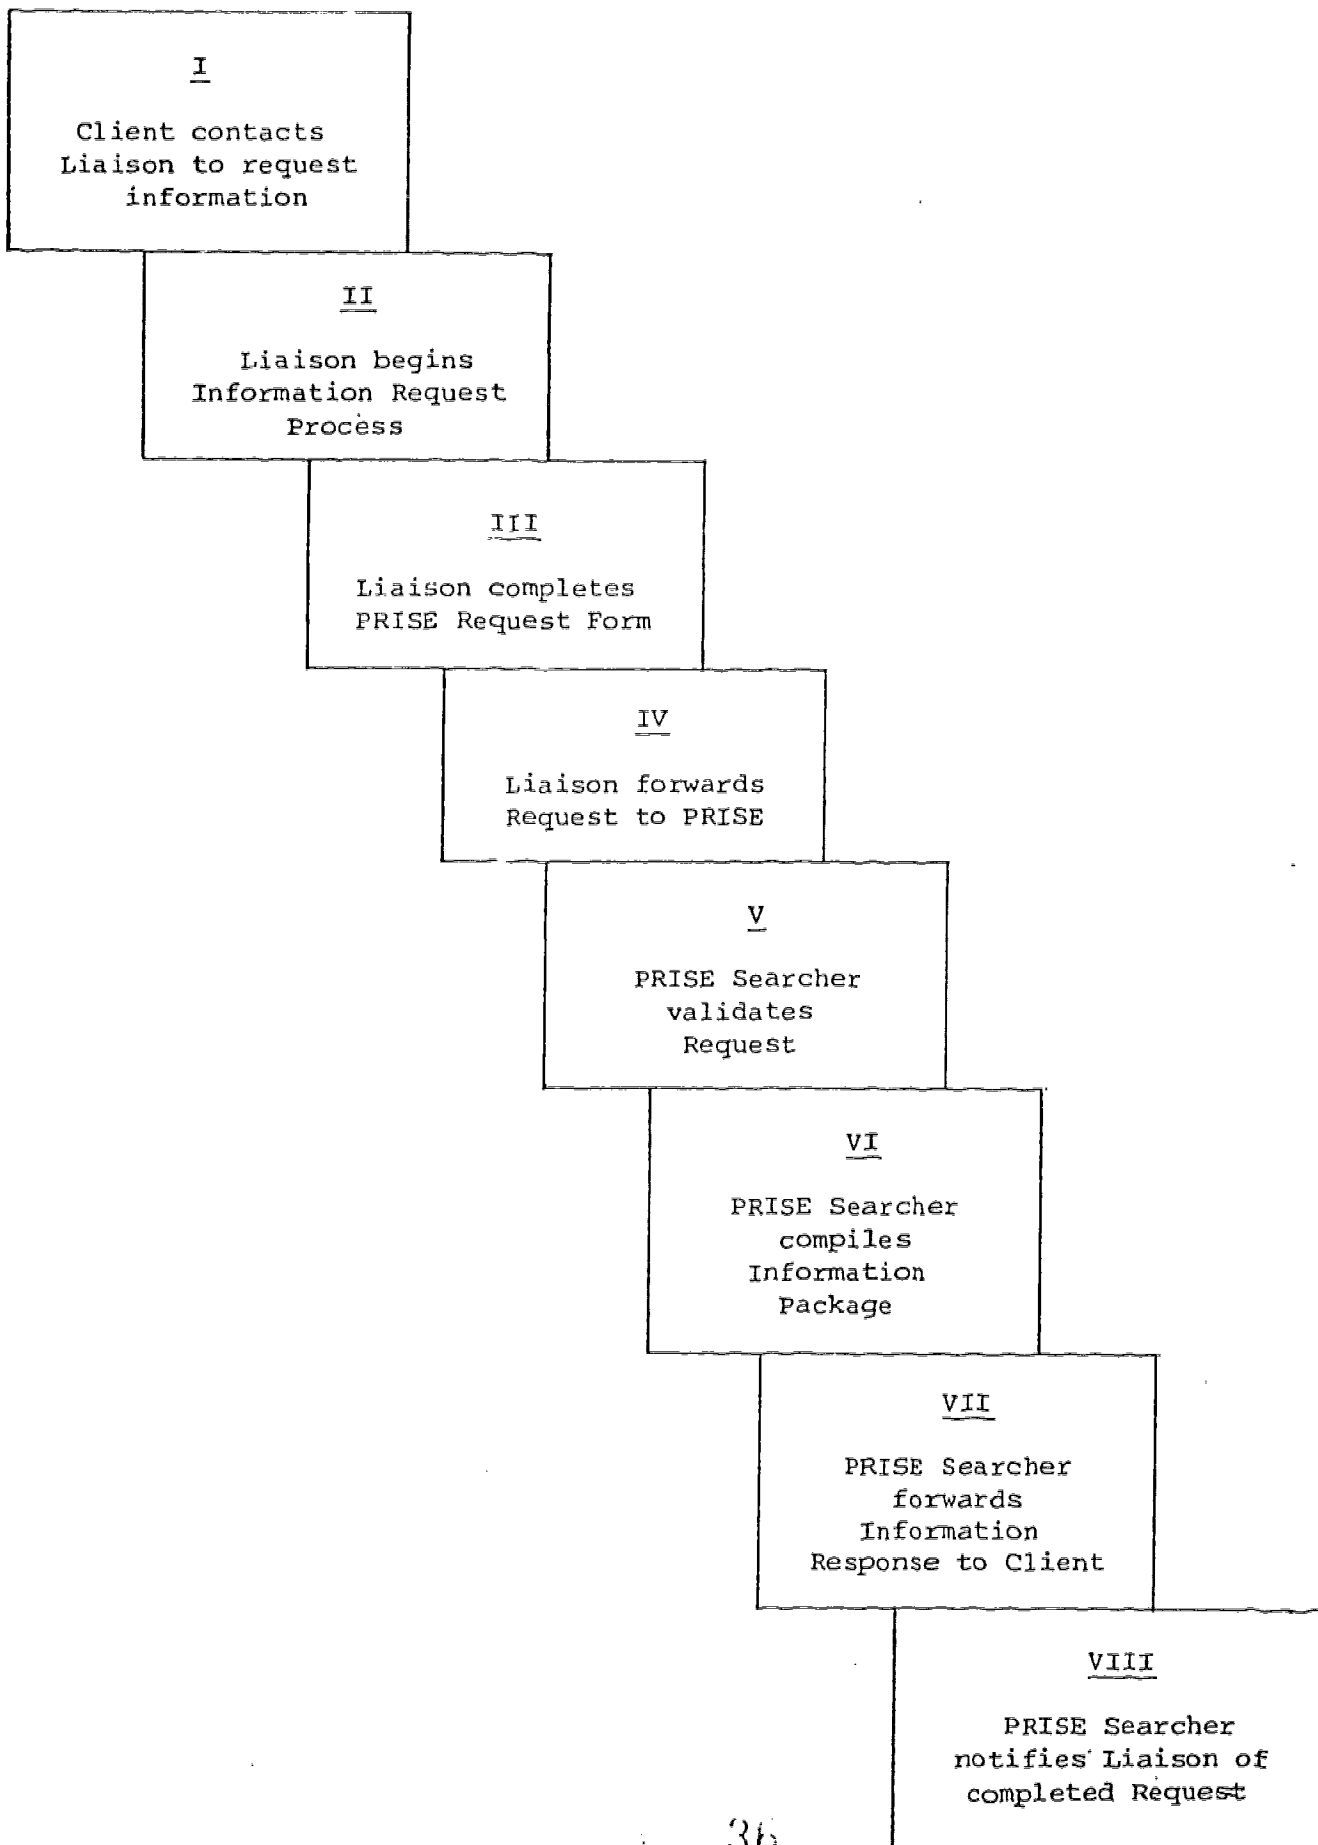 I
Client contacts
Liaison to request
information
II
Liaison begins
Information Request
Process
III
Liaison completes
PRISE Request Form
IV
Liaison forwards
Request to PRISE
V
PRISE Searcher
validates
Request
VI
PRISE Searcher
compiles
Information
Package
VII
PRISE Searcher
forwards
Information
Response to Client
VIII
PRISE Searcher
notifies Liaison of
completed Request
36